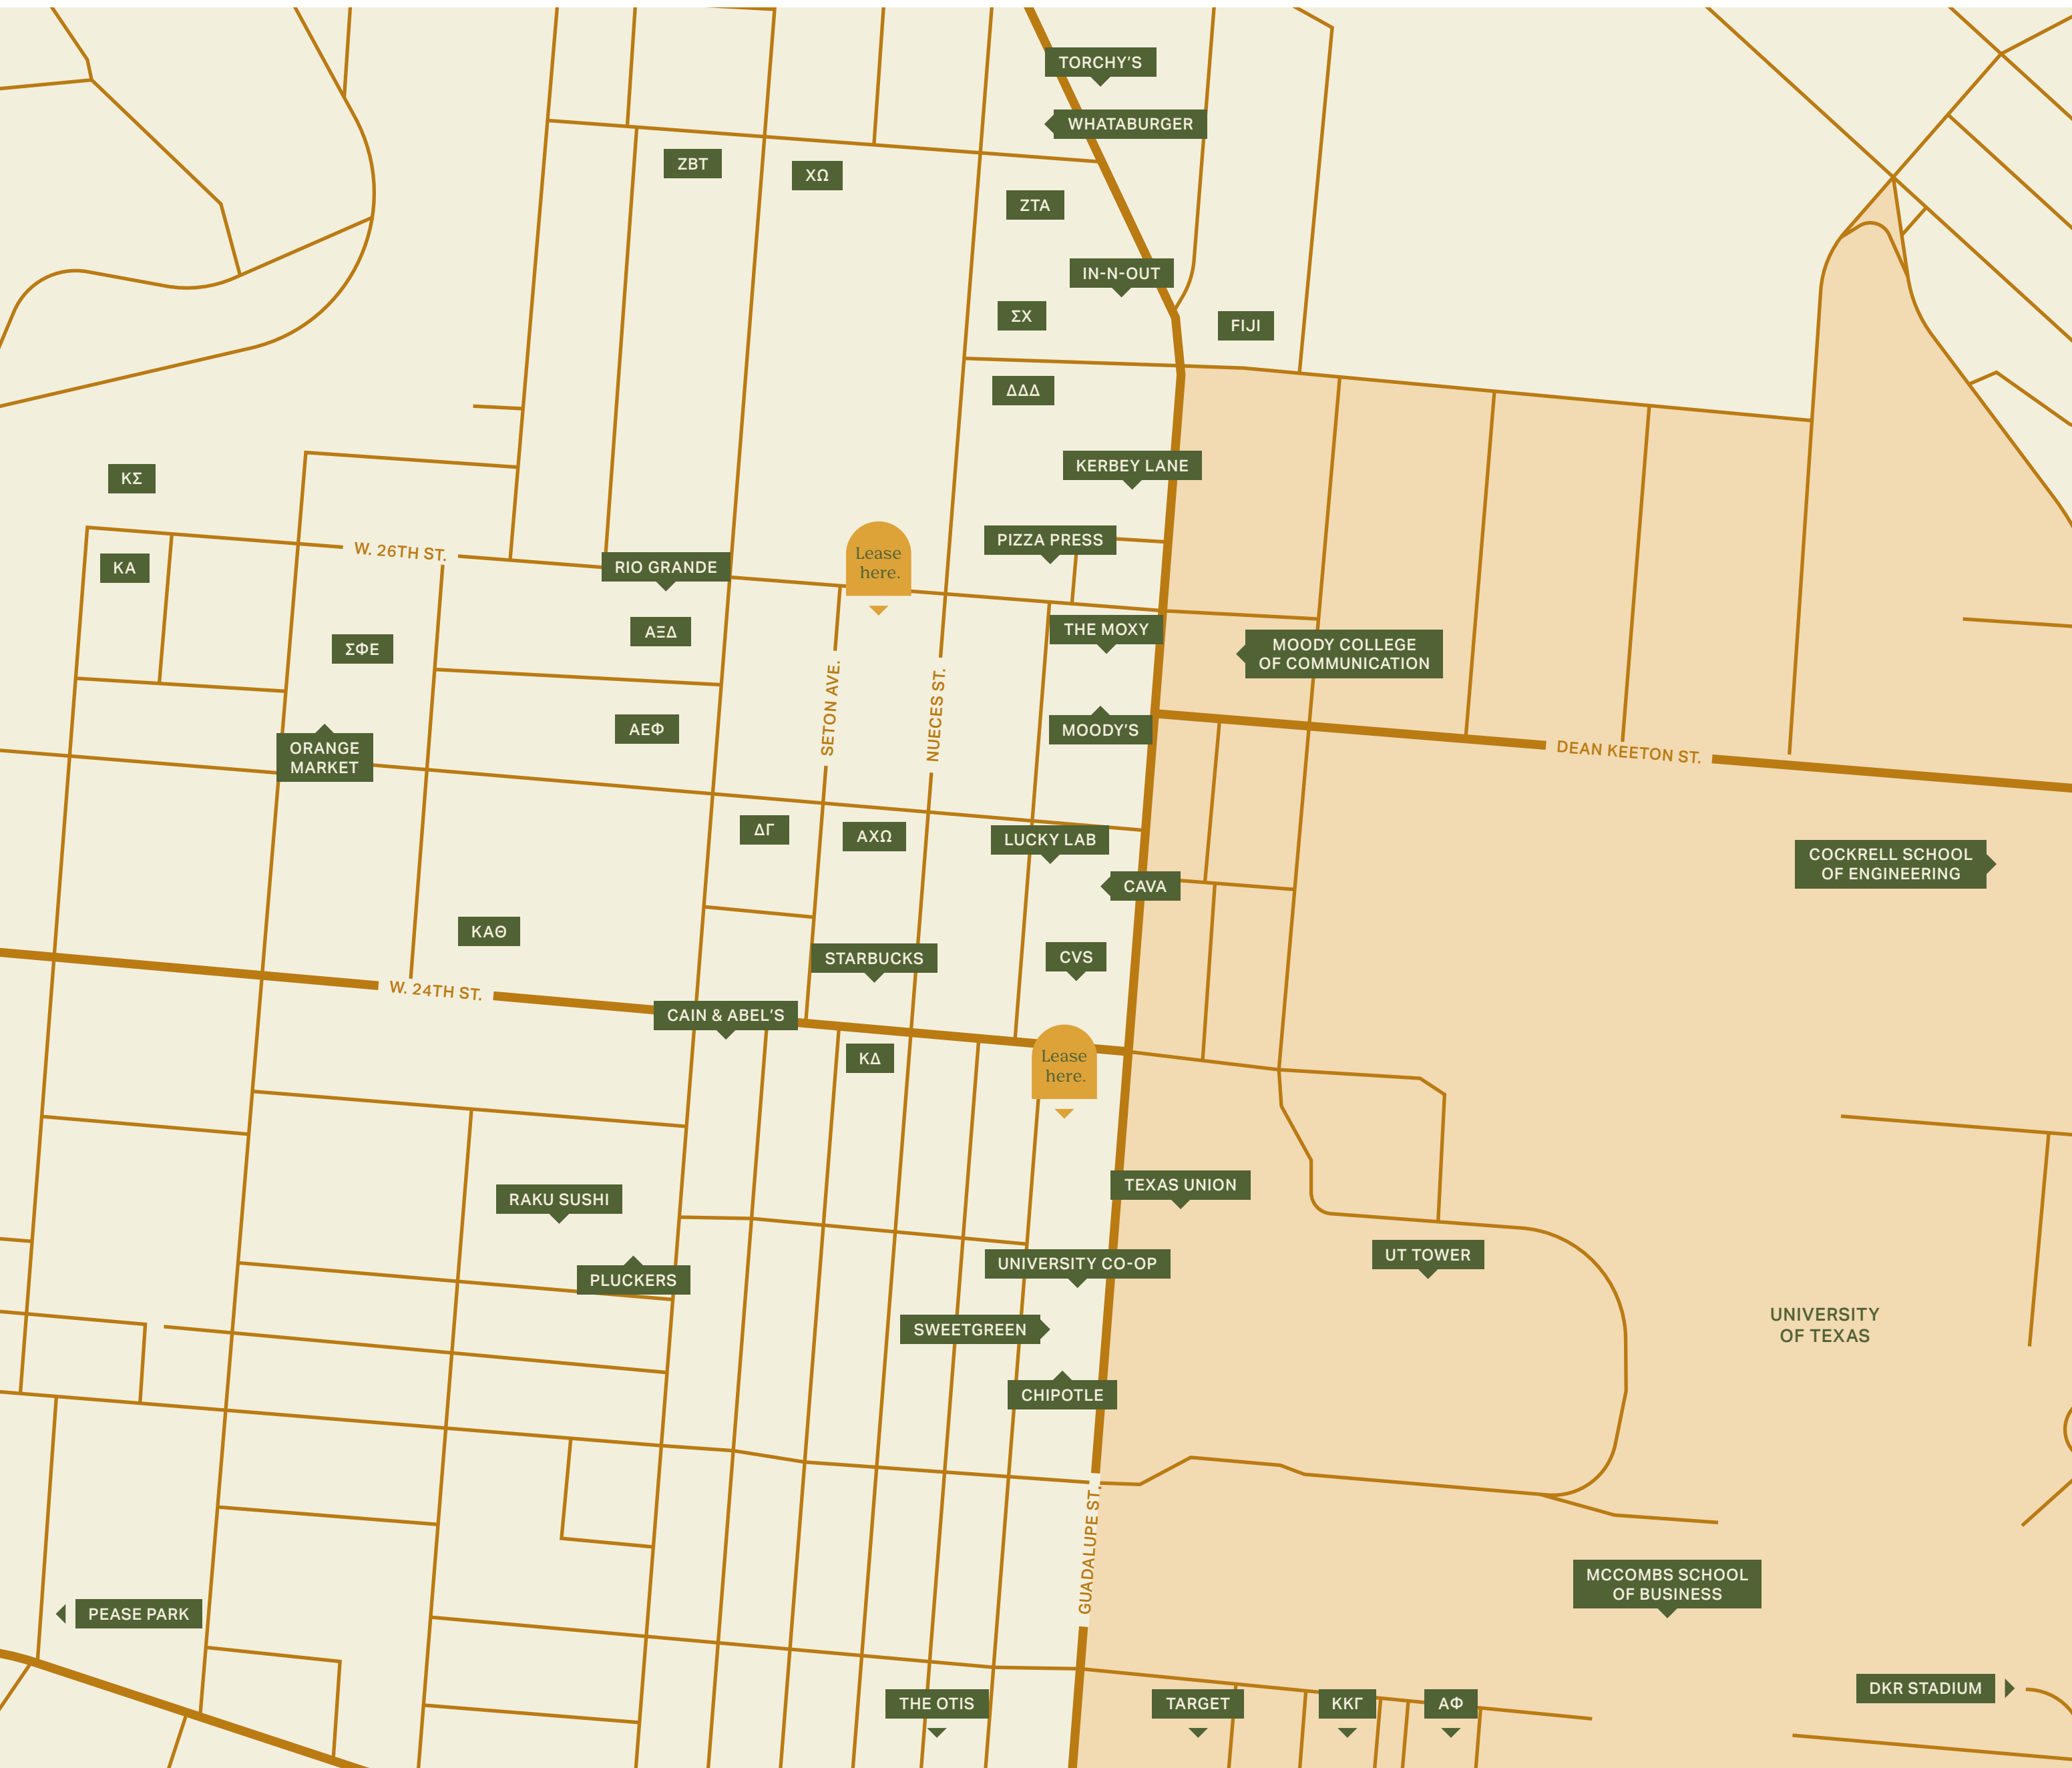 TORCHY'S
WHATABURGER
ZBT
ΧΩ
ZTA
IN-N-OUT
ΣΧ
FIJI
ΔΔΔ
KERBEY LANE
ΚΣ
PIZZA PRESS
W. 26TH ST.
Lease
here.
RIO GRANDE
KA
ΑΞΔ
THE MOXY
ΣΦΕ
MOODY COLLEGE
OF COMMUNICATION
SETON AVE.
NUECES ST.
ΑΕΦ
MOODY'S
ORANGE
MARKET
DEAN KEETON ST.
ΔΓ
ΑΧΩ
LUCKY LAB
COCKRELL SCHOOL
OF ENGINEERING
CAVA
ΚΑΘ
STARBUCKS
CVS
W. 24TH ST.
CAIN & ABEL'S
ΚΔ
Lease
here.
TEXAS UNION
RAKU SUSHI
UT TOWER
UNIVERSITY CO-OP
PLUCKERS
UNIVERSITY
OF TEXAS
SWEETGREEN
CHIPOTLE
GUADALUPE ST.
MCCOMBS SCHOOL
OF BUSINESS
PEASE PARK
DKR STADIUM
THE OTIS
TARGET
ΚΚΓ
ΑΦ